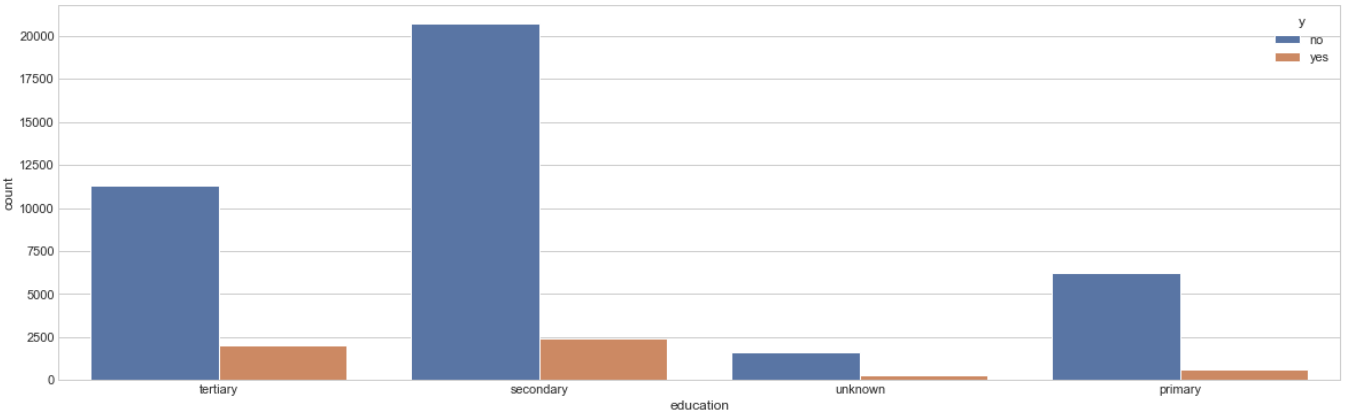 20000
17500
15000
12500
10000
7500
5000
2500
0
count
y
no
yes
tertiary
secondary
unknown
primary
education